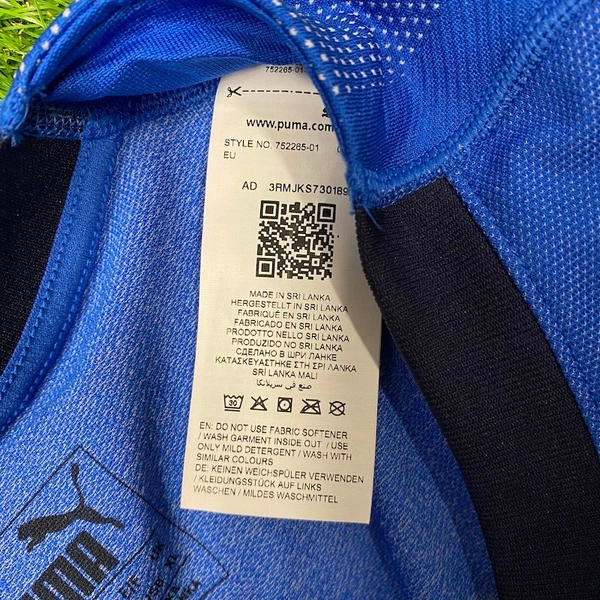 752265-01
www.puma.com
STYLE NO. 752265-01
EU
AD 3RMJKS730189
MADE IN SRI LANKA
HERGESTELLT IN SRI LANKA
FABRIQUÉ EN SRI LANKA
FABRICADO EN SRI LANKA
PRODOTTO NELLO SRI LANKA
PRODUZIDO NO SRI LANKA
СДЕЛАНО В ШРИ ЛАНКЕ
ΚΑΤΑΣΚΕΥΑΣΤΗΚΕ ΣΤΗ ΣΡΙ ΛΑΝΚΑ
SRİ LANKA MALI
صنع في سريلانكا
30
EN: DO NOT USE FABRIC SOFTENER
/ WASH GARMENT INSIDE OUT / USE
ONLY MILD DETERGENT / WASH WITH
SIMILAR COLOURS
DE: KEINEN WEICHSPÜLER VERWENDEN
/ KLEIDUNGSSTÜCK AUF LINKS
WASCHEN / MILDES WASCHMITTEL